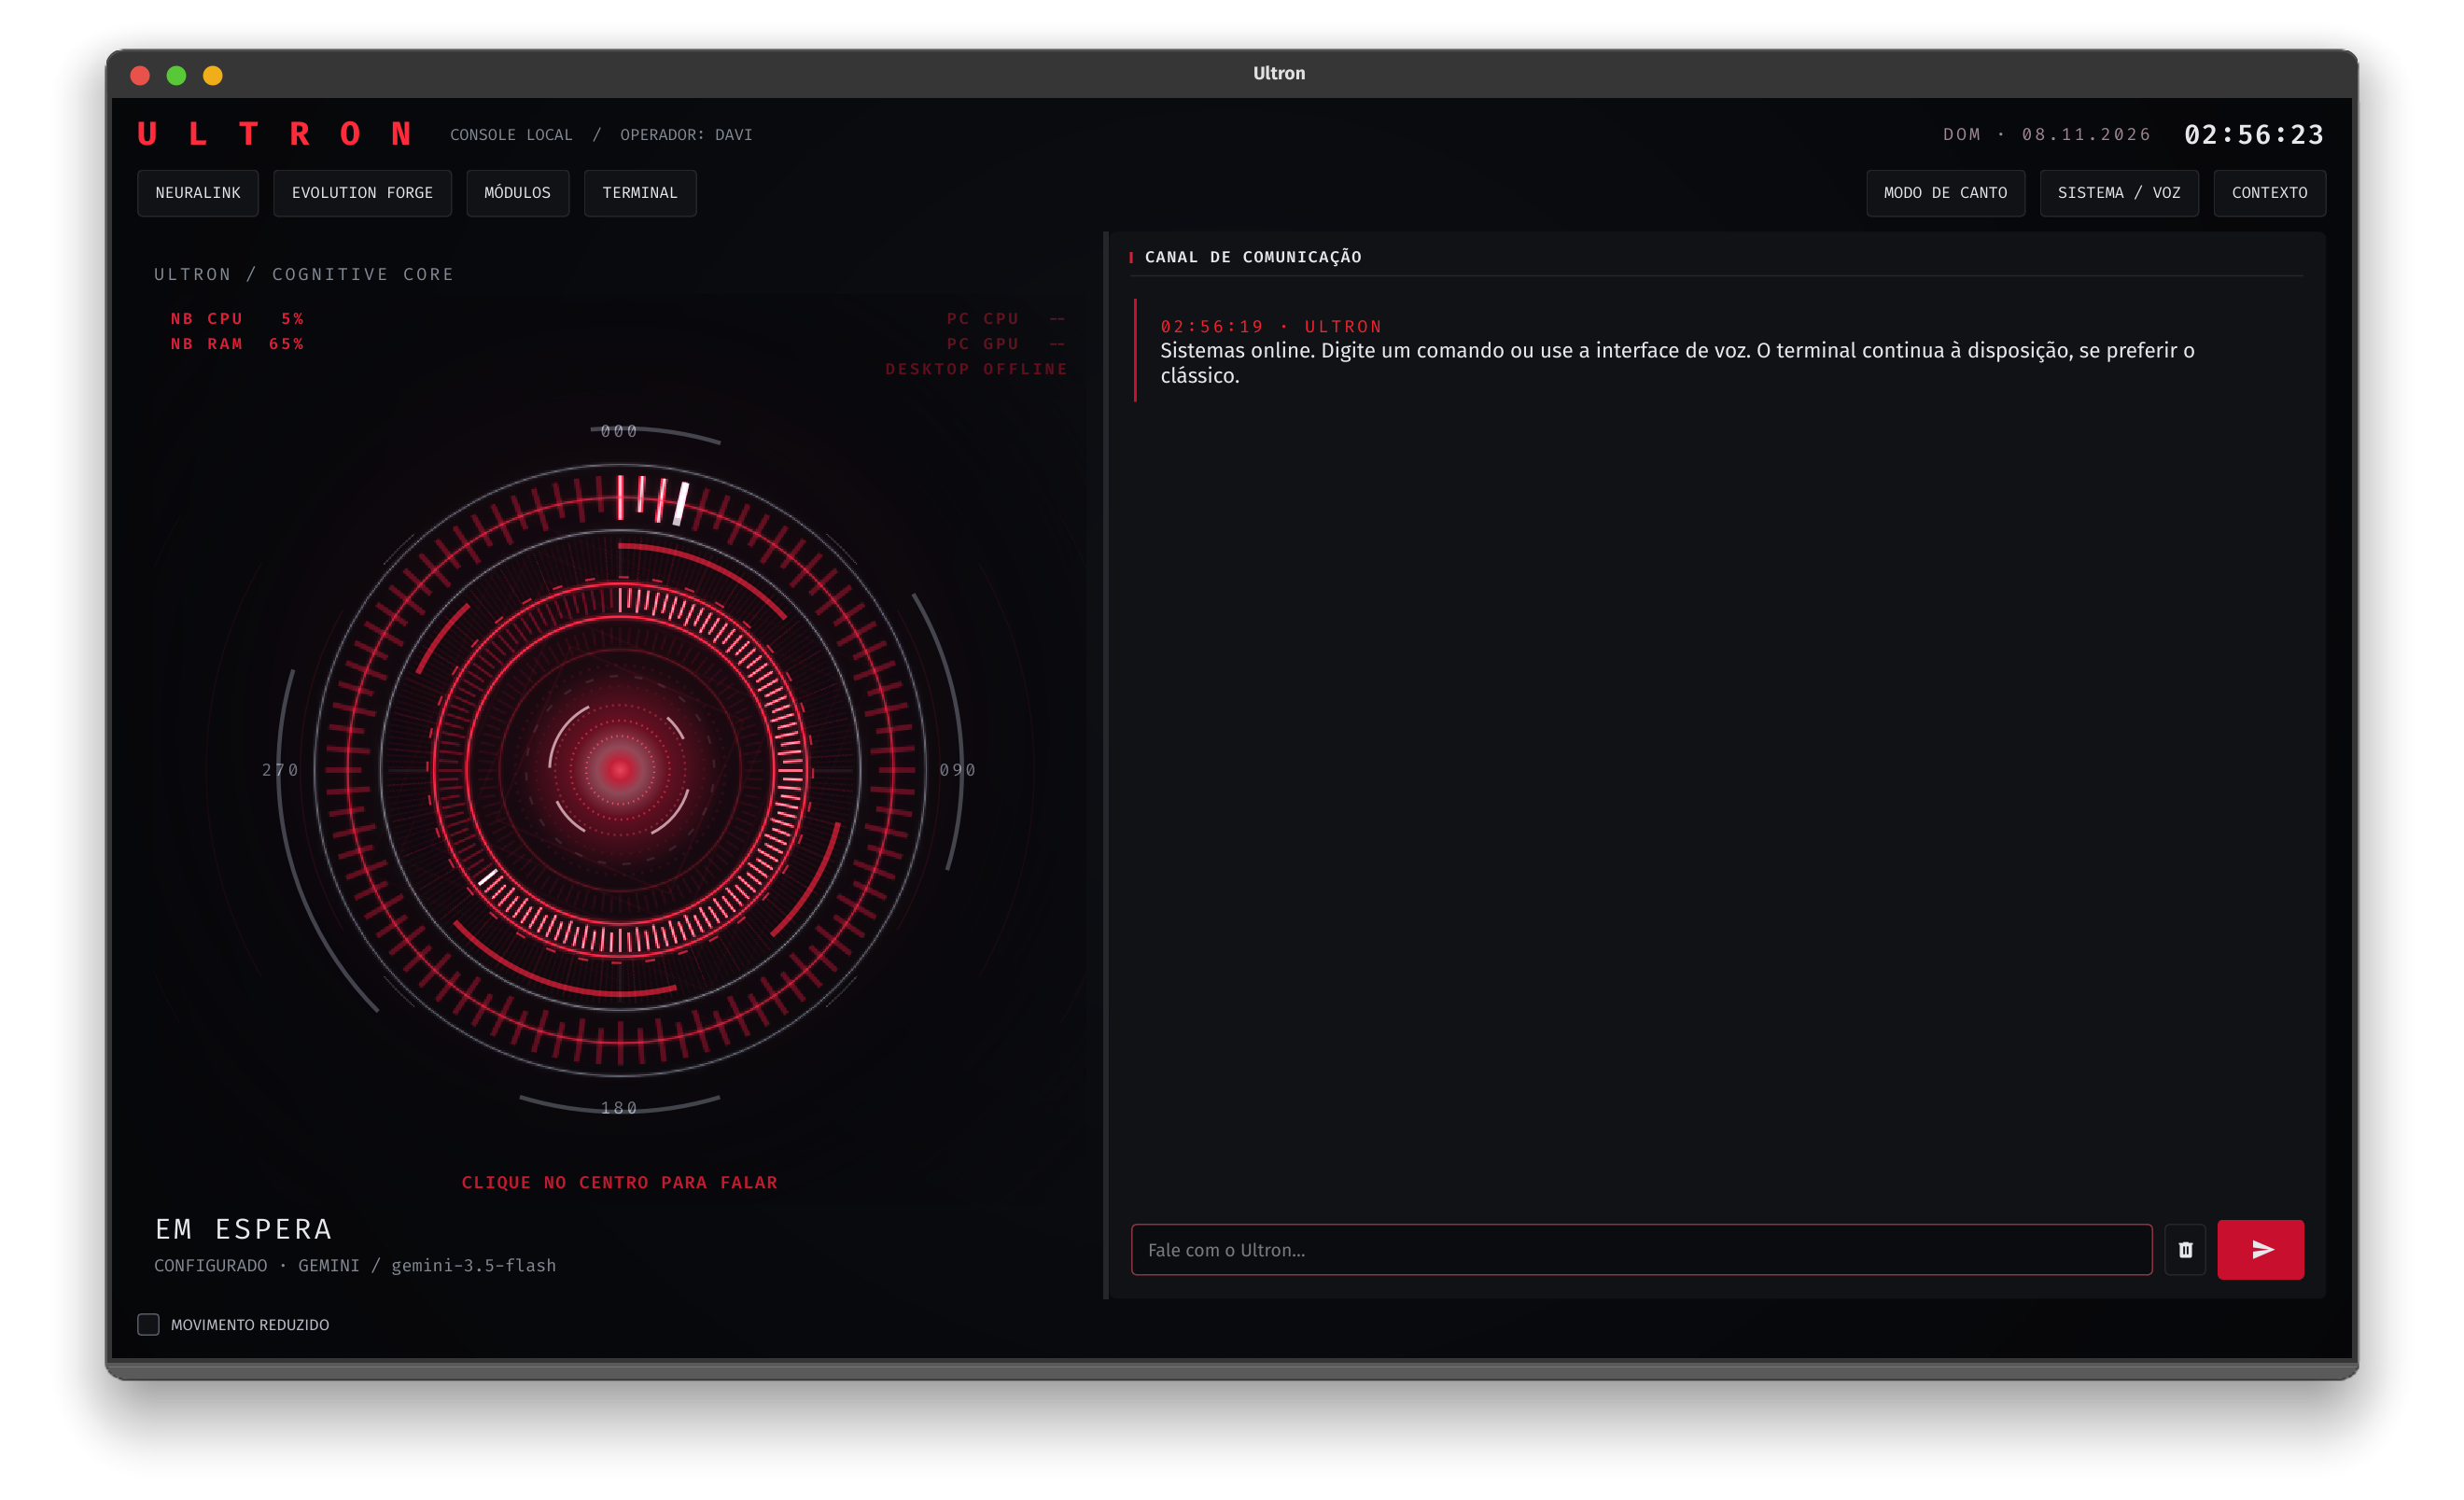 Ultron
ULTRON CONSOLE LOCAL / OPERADOR: DAVI DOM · 08.11.2026 02:56:23
NEURALINK EVOLUTION FORGE MÓDULOS TERMINAL MODO DE CANTO SISTEMA / VOZ CONTEXTO
ULTRON / COGNITIVE CORE
NB CPU 5%
NB RAM 65%
PC CPU --
PC GPU --
DESKTOP OFFLINE
000
270
090
180
CLIQUE NO CENTRO PARA FALAR
EM ESPERA
CONFIGURADO · GEMINI / gemini-3.5-flash
MOVIMENTO REDUZIDO
CANAL DE COMUNICAÇÃO
02:56:19 · ULTRON
Sistemas online. Digite um comando ou use a interface de voz. O terminal continua à disposição, se preferir o
clássico.
Fale com o Ultron...